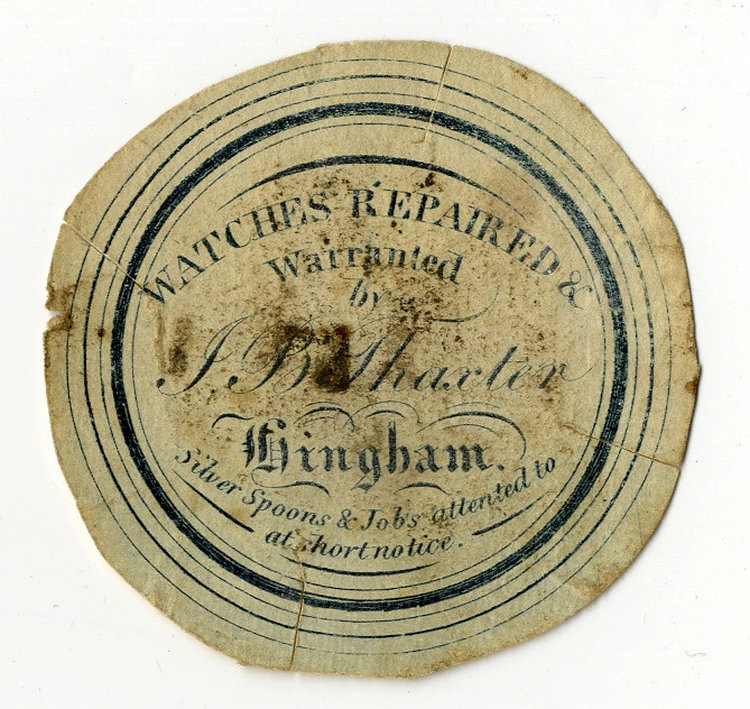 WATCHES REPAIRED &
Warranted
by
J B Thaxter
Hingham.
Silver Spoons & Jobs attented to
at short notice.